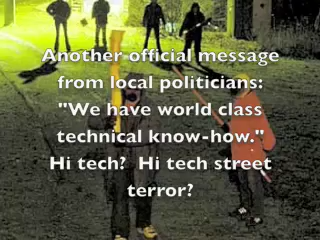 Another official message
from local politicians:
"We have world class
technical know-how."
Hi tech?  Hi tech street
terror?